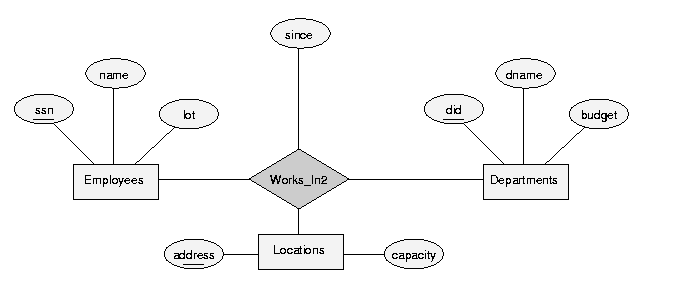 since
name
dname
ssn
lot
did
budget
Employees
Works_In2
Departments
address
Locations
capacity